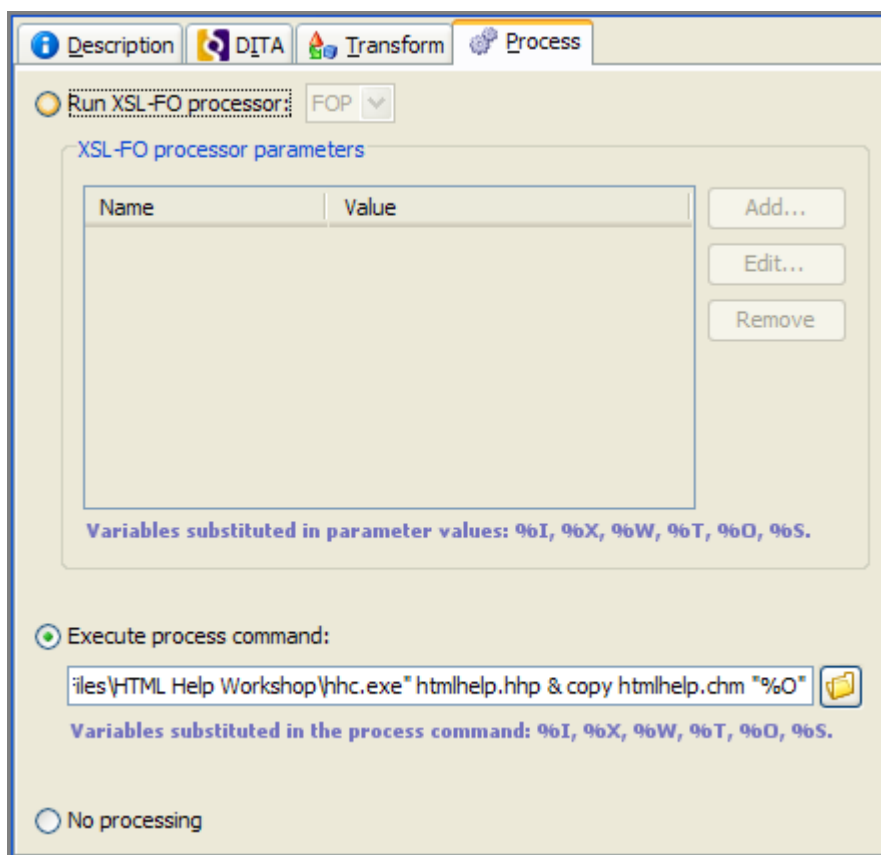 Description DITA Transform Process
Run XSL-FO processor: FOP
XSL-FO processor parameters
Name Value
Add...
Edit...
Remove
Variables substituted in parameter values: %I, %X, %W, %T, %O, %S.
Execute process command:
iles\HTML Help Workshop\hhc.exe" htmlhelp.hhp & copy htmlhelp.chm "%O"
Variables substituted in the process command: %I, %X, %W, %T, %O, %S.
No processing